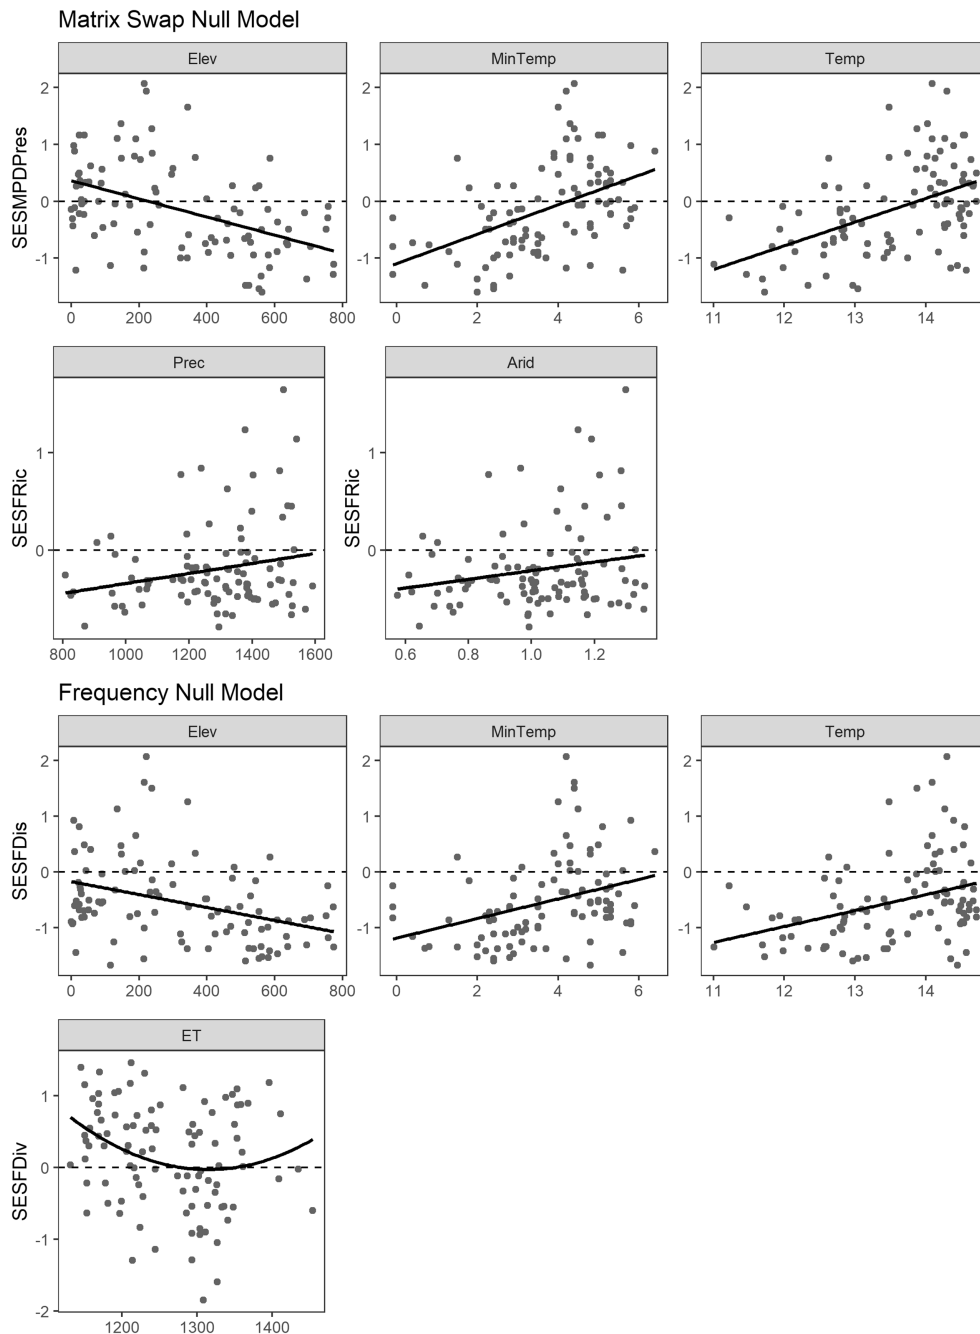 Matrix Swap Null Model
Elev MinTemp Temp
SESMPDPres
2 2 2
1 1 1
0 0 0
-1 -1 -1
0 200 400 600 800 0 2 4 6 11 12 13 14
Prec Arid
SESFRic SESFRic
1 1
0 0
800 1000 1200 1400 1600 0.6 0.8 1.0 1.2
Frequency Null Model
Elev MinTemp Temp
SESFDis
2 2 2
1 1 1
0 0 0
-1 -1 -1
0 200 400 600 800 0 2 4 6 11 12 13 14
ET
SESFDiv
1
0
-1
-2
1200 1300 1400